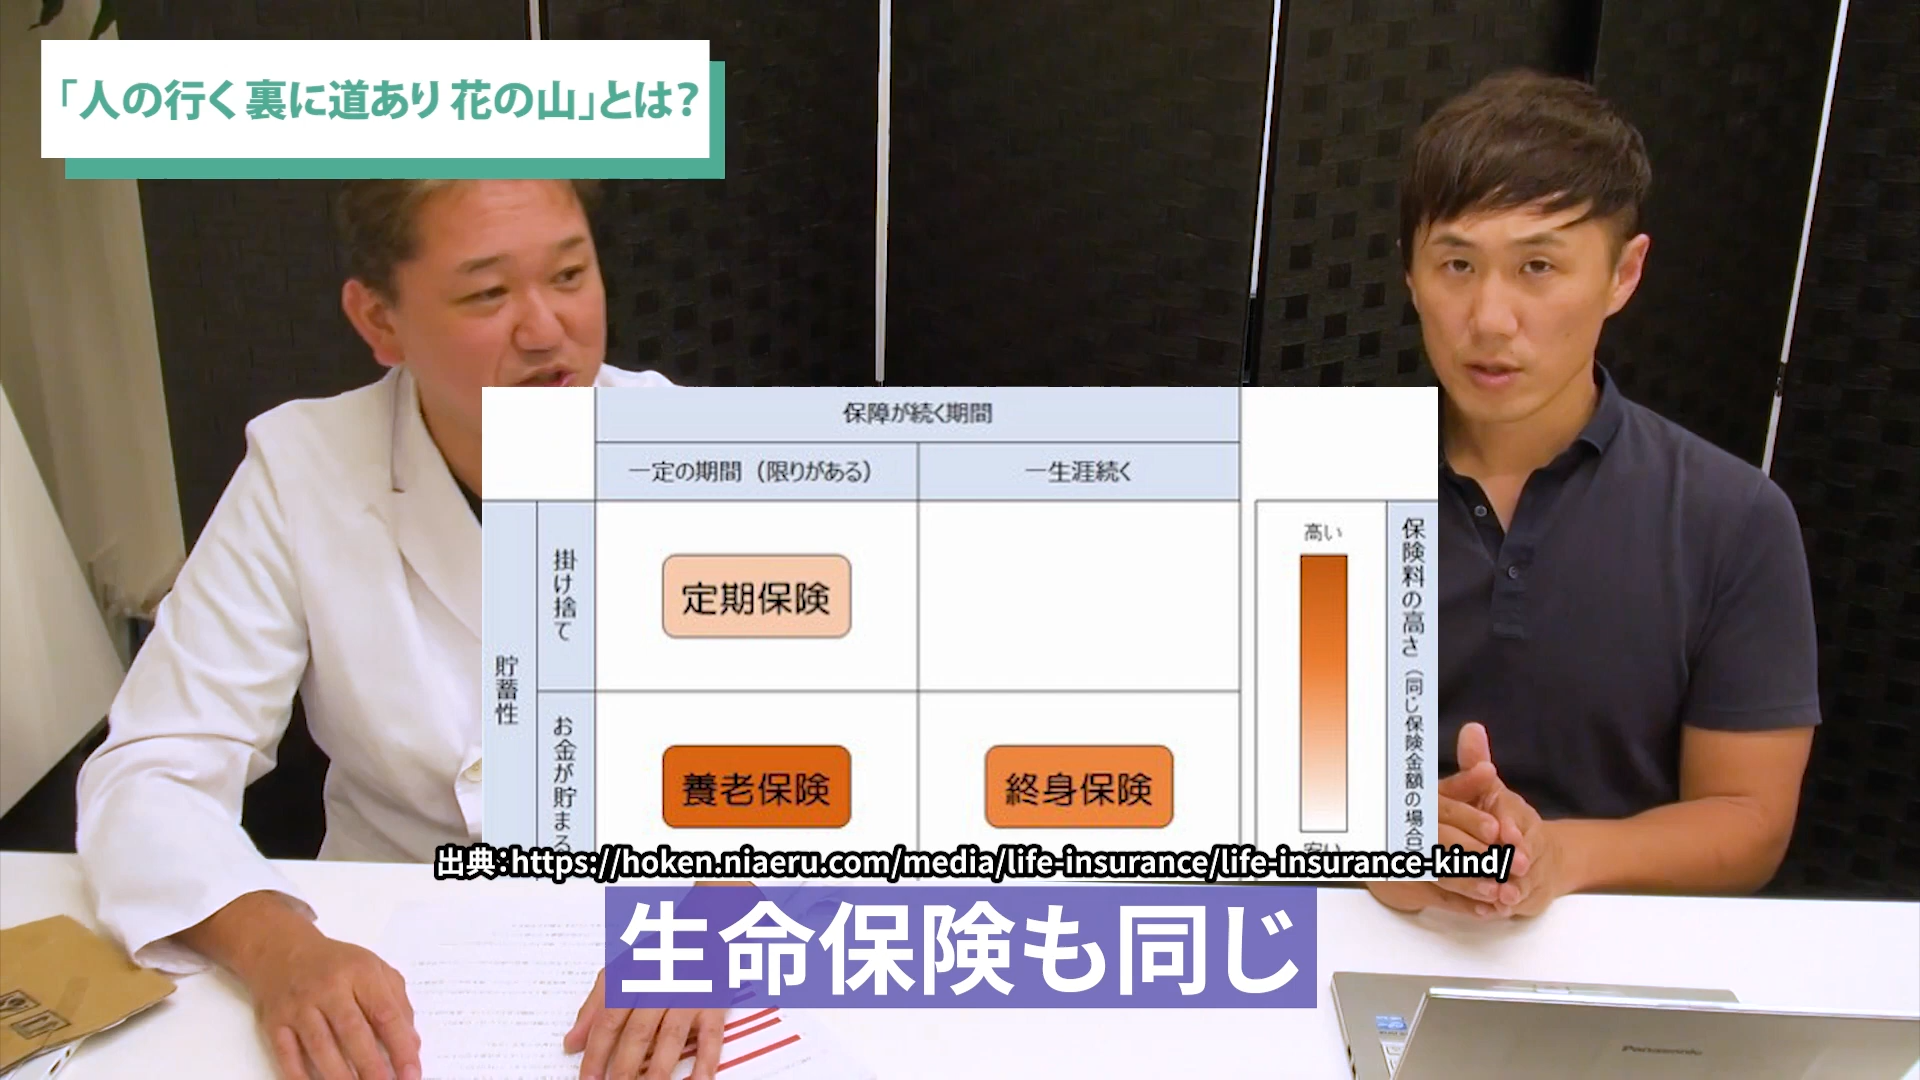 「人の行く裏に道あり 花の山」とは?
保障が続く期間
一定の期間（限りがある）
一生涯続く
貯蓄性
掛け捨て
定期保険
お金が貯まる
養老保険
終身保険
高い
保険料の高さ（同じ保険金額の場合）
出典:https://hoken.niaeru.com/media/life-insurance/life-insurance-kind/
生命保険も同じ
Panasonic